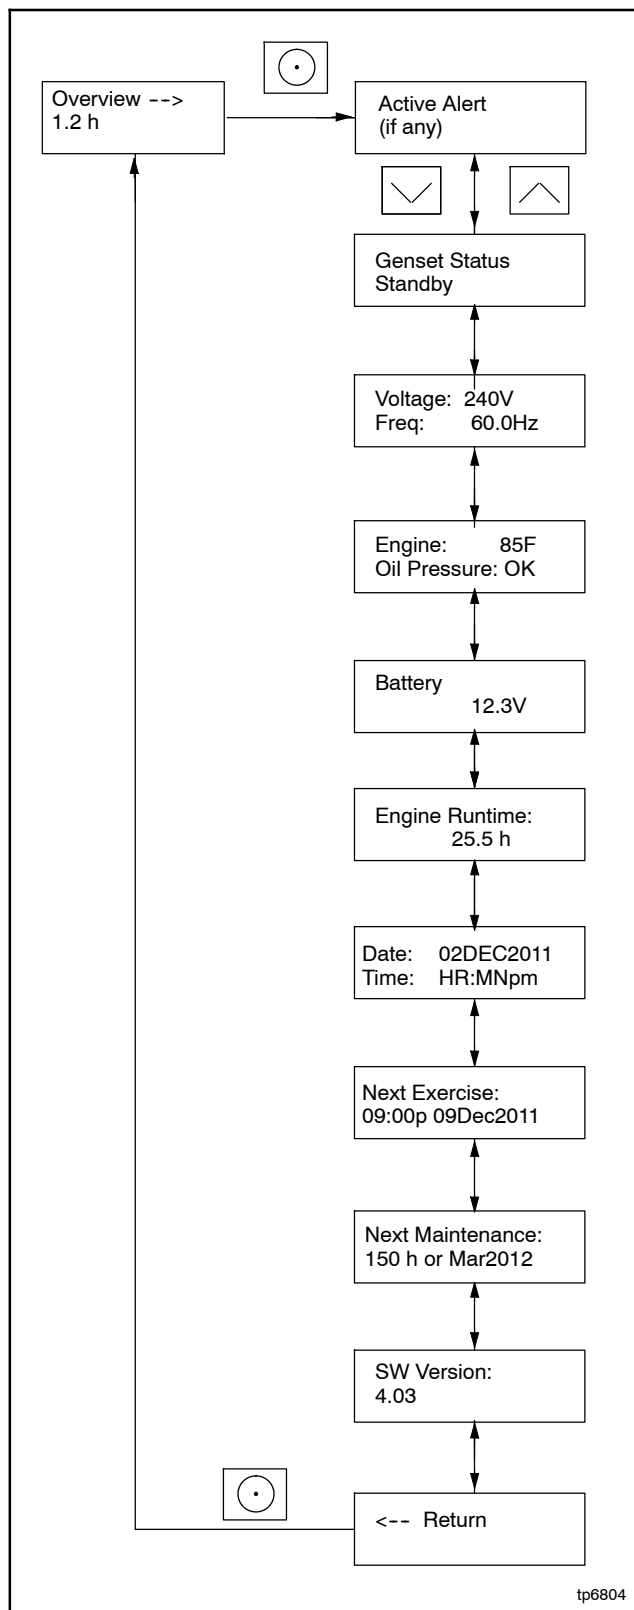 Overview -->
1.2 h
Active Alert
(if any)
Genset Status
Standby
Voltage: 240V
Freq: 60.0Hz
Engine: 85F
Oil Pressure: OK
Battery
12.3V
Engine Runtime:
25.5 h
Date: 02DEC2011
Time: HR:MNpm
Next Exercise:
09:00p 09Dec2011
Next Maintenance:
150 h or Mar2012
SW Version:
4.03
<-- Return
tp6804